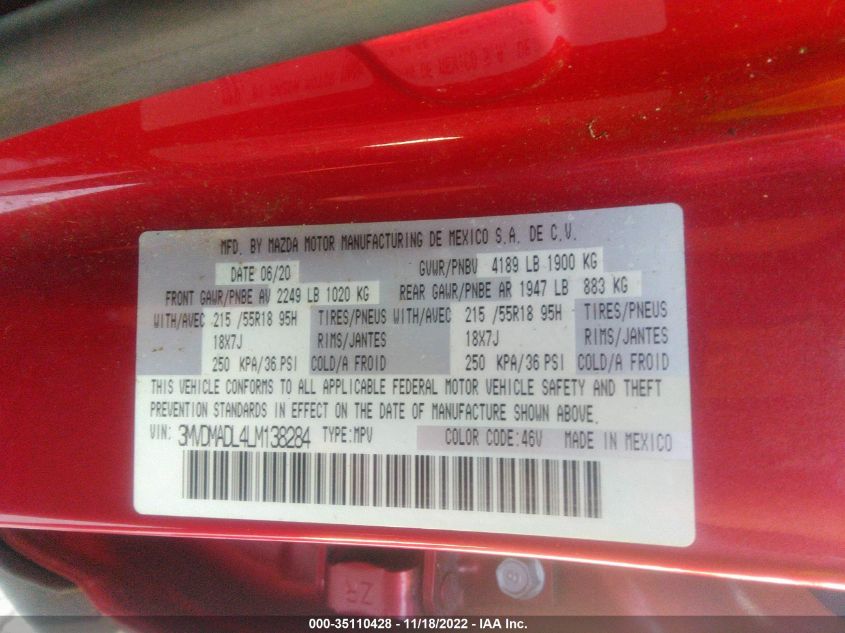 MFD. BY MAZDA MOTOR MANUFACTURING DE MEXICO S.A. DE C.V.
DATE 06/20 GVWR/PNBV 4189 LB 1900 KG
FRONT GAWR/PNBE AV 2249 LB 1020 KG REAR GAWR/PNBE AR 1947 LB 883 KG
WITH/AVEC 215 /55R18 95H TIRES/PNEUS WITH/AVEC 215 /55R18 95H TIRES/PNEUS
18X7J RIMS/JANTES 18X7J RIMS/JANTES
250 KPA/36 PSI COLD/A FROID 250 KPA/36 PSI COLD/A FROID
THIS VEHICLE CONFORMS TO ALL APPLICABLE FEDERAL MOTOR VEHICLE SAFETY AND THEFT
PREVENTION STANDARDS IN EFFECT ON THE DATE OF MANUFACTURE SHOWN ABOVE.
VIN: 3MVDMADL4LM138284 TYPE:MPV COLOR CODE:46V MADE IN MEXICO
ZR
8
000-35110428 - 11/18/2022 - IAA Inc.